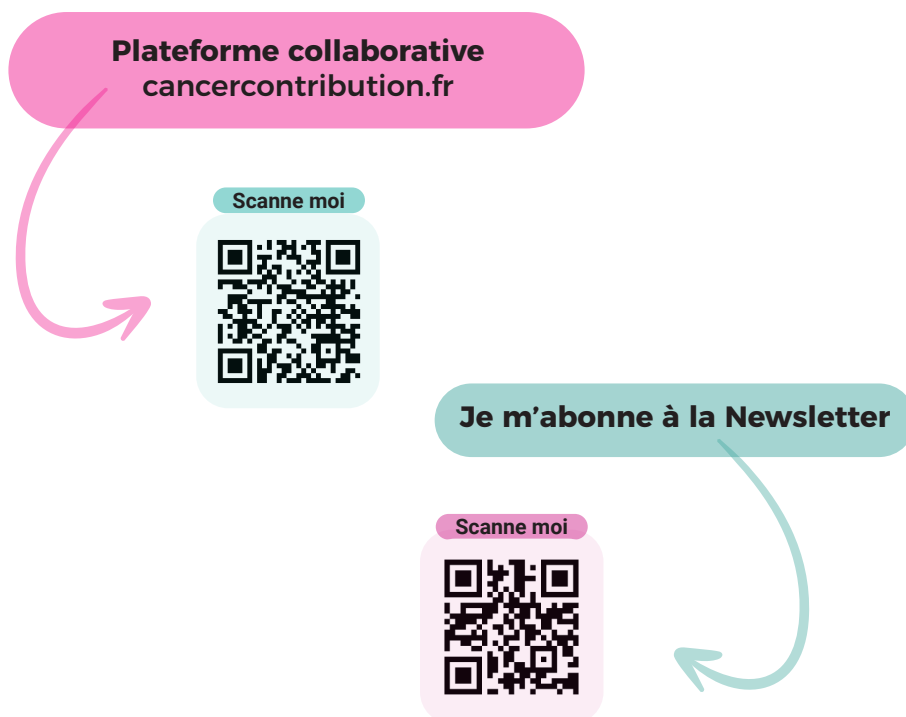 Plateforme collaborative
cancercontribution.fr
Scanne moi
Je m’abonne à la Newsletter
Scanne moi